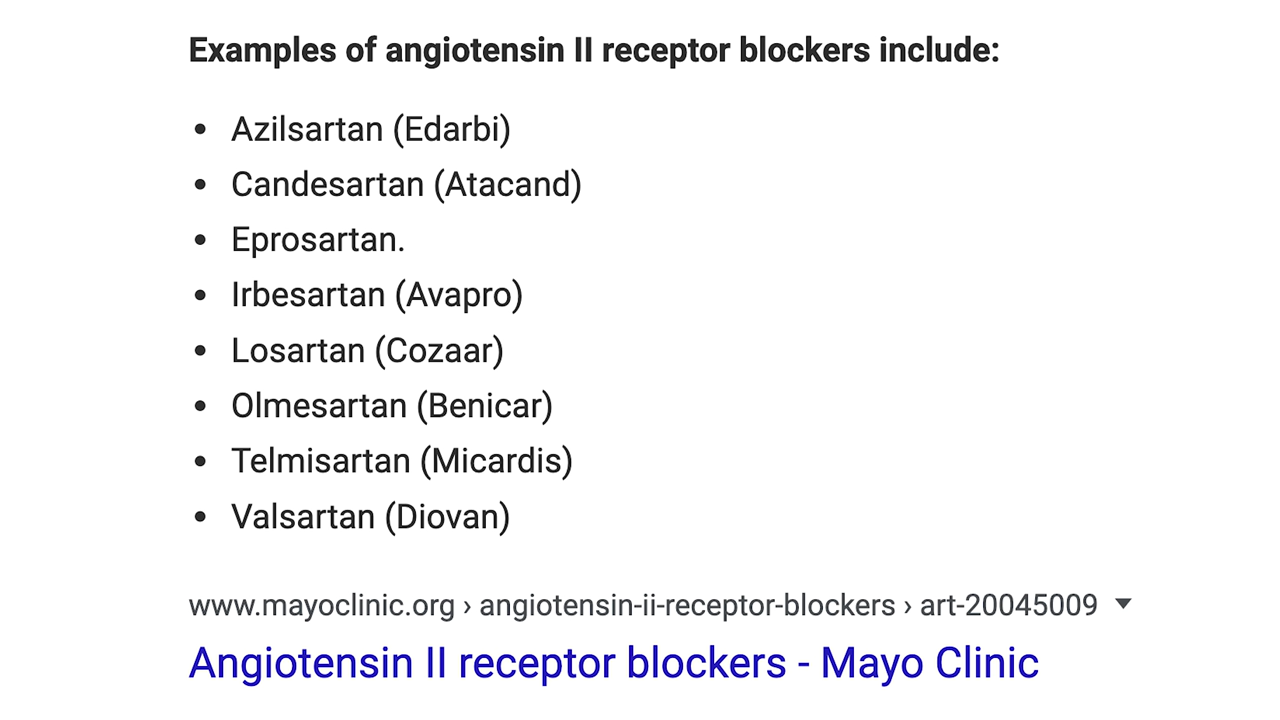 Examples of angiotensin II receptor blockers include:
• Azilsartan (Edarbi)
• Candesartan (Atacand)
• Eprosartan.
• Irbesartan (Avapro)
• Losartan (Cozaar)
• Olmesartan (Benicar)
• Telmisartan (Micardis)
• Valsartan (Diovan)
www.mayoclinic.org › angiotensin-ii-receptor-blockers › art-20045009
Angiotensin II receptor blockers - Mayo Clinic